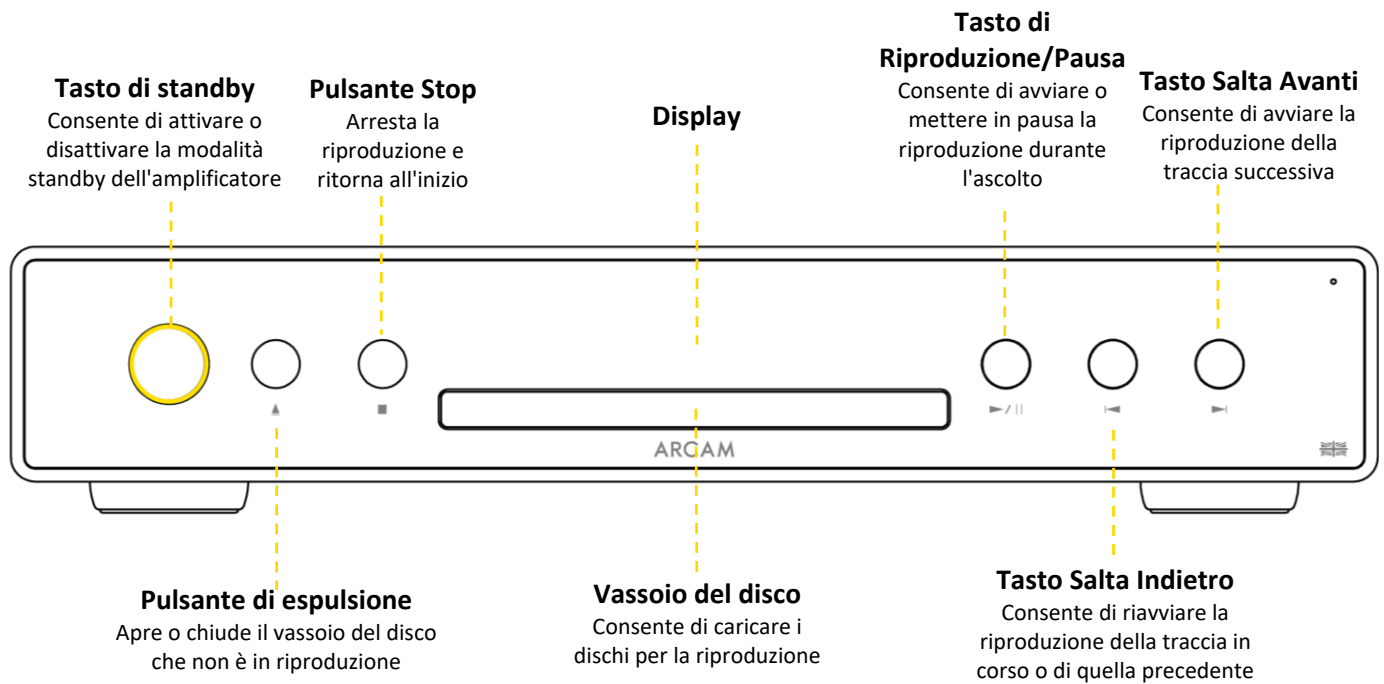 Tasto di standby
Consente di attivare o
disattivare la modalità
standby dell'amplificatore
Pulsante Stop
Arresta la
riproduzione e
ritorna all'inizio
Display
Tasto di
Riproduzione/Pausa
Consente di avviare o
mettere in pausa la
riproduzione durante
l'ascolto
Tasto Salta Avanti
Consente di avviare la
riproduzione della
traccia successiva
ARCAM
Pulsante di espulsione
Apre o chiude il vassoio del disco
che non è in riproduzione
Vassoio del disco
Consente di caricare i
dischi per la riproduzione
Tasto Salta Indietro
Consente di riavviare la
riproduzione della traccia in
corso o di quella precedente